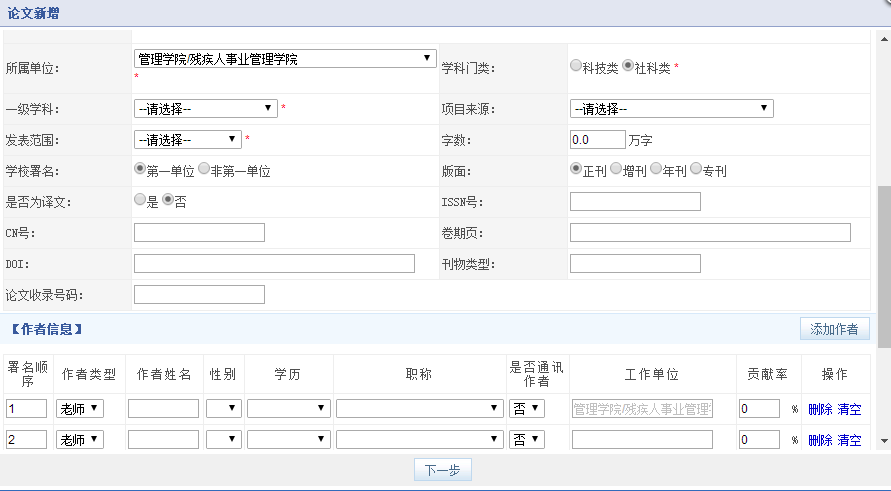 论文新增
所属单位： 管理学院/残疾人事业管理学院 * 学科门类： 科技类 社科类 *
一级学科： --请选择-- * 项目来源： --请选择--
发表范围： --请选择-- * 字数： 0.0 万字
学校署名： 第一单位 非第一单位 版面： 正刊 增刊 年刊 专刊
是否为译文： 是 否 ISSN号：
CN号： 卷期页：
DOI： 刊物类型：
论文收录号码：
【作者信息】 添加作者
署名顺序 作者类型 作者姓名 性别 学历 职称 是否通讯作者 工作单位 贡献率 操作
1 老师 否 管理学院/残疾人事业管理 0 % 删除 清空
2 老师 否 0 % 删除 清空
下一步